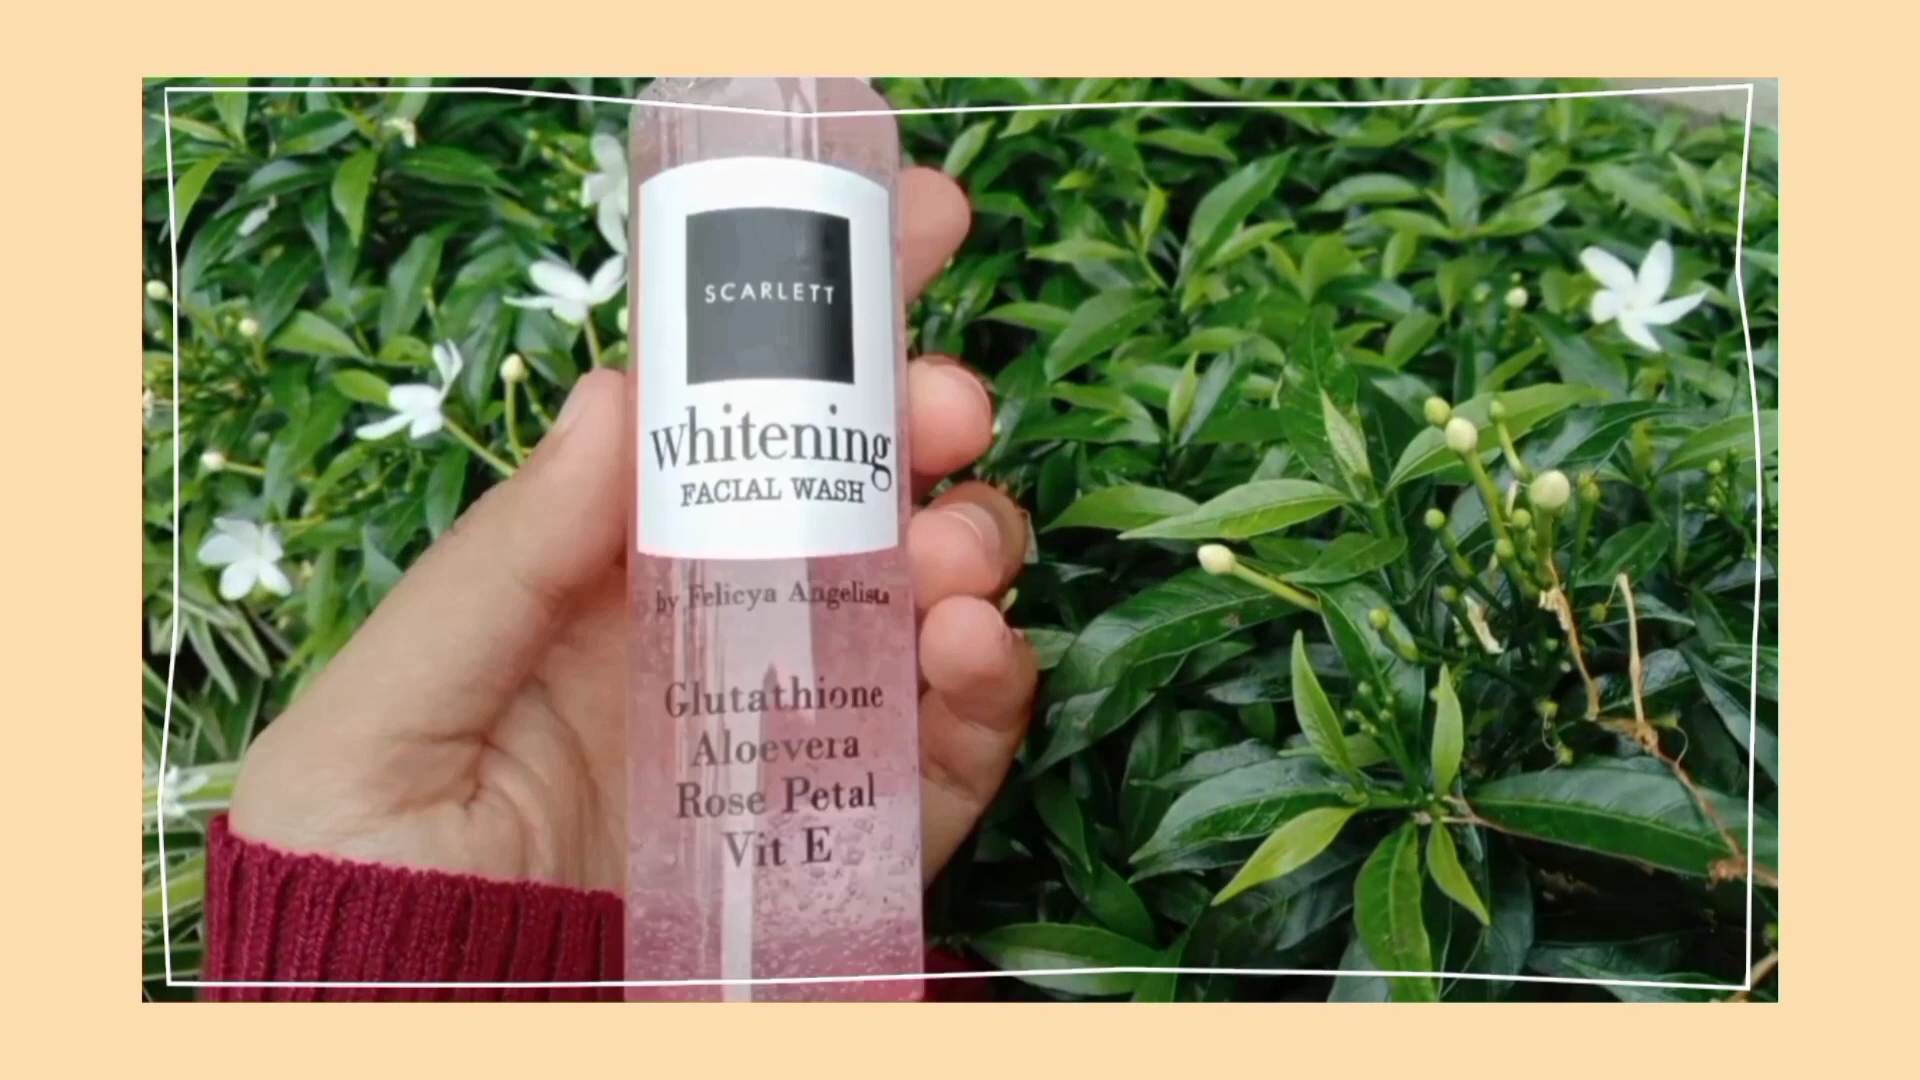 SCARLETT
Whitening
FACIAL WASH
by Felicya Angelista
Glutathione
Aloevera
Rose Petal
Vit E